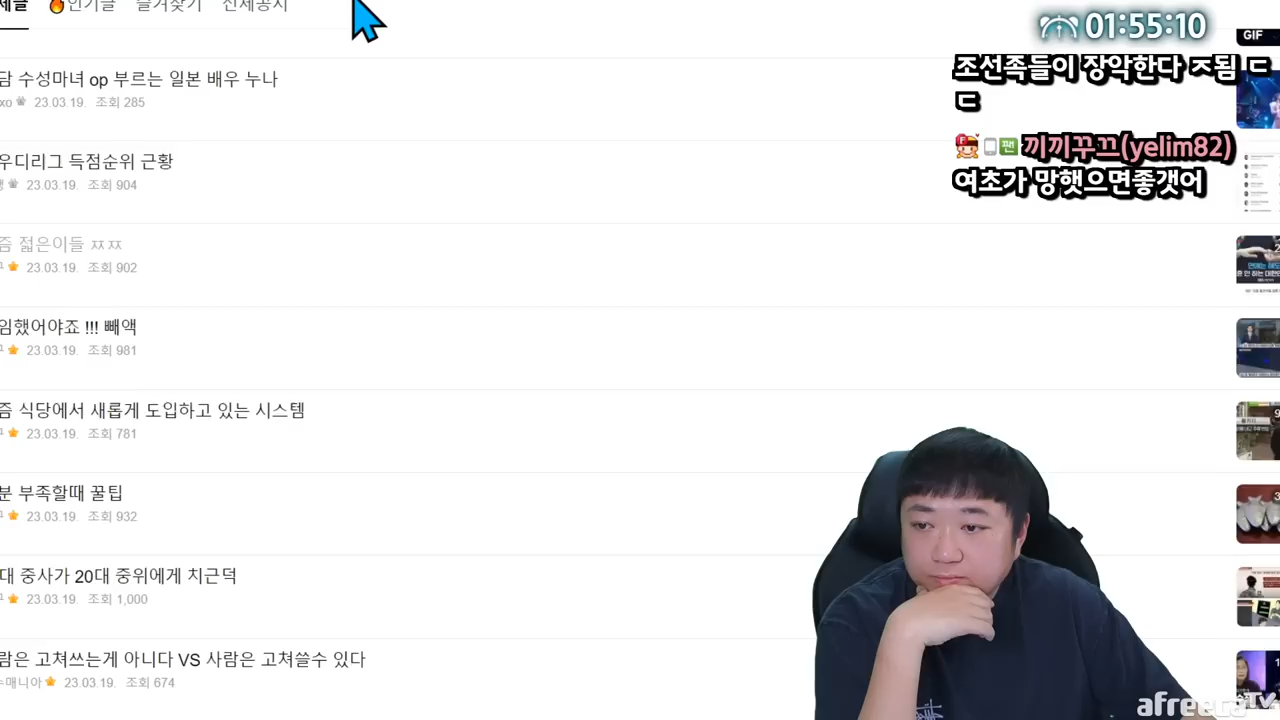 체글 🔥인기글 즐겨찾기 전체공지
01:55:10
GIF
조선족들이 장악한다 ㅈ됨 ㄷ
ㄷ
끼끼꾸끄(yelim82)
여초가 망햇으면좋갯어
담 수성마녀 op 부르는 일본 배우 누나
xo 23.03.19. 조회 285
우디리그 득점순위 근황
23.03.19. 조회 904
즘 젋은이들 ㅉㅉ
23.03.19. 조회 902
임했어야죠 !!! 빼액
23.03.19. 조회 981
즘 식당에서 새롭게 도입하고 있는 시스템
23.03.19. 조회 781
분 부족할때 꿀팁
23.03.19. 조회 932
대 중사가 20대 중위에게 치근덕
23.03.19. 조회 1,000
람은 고쳐쓰는게 아니다 VS 사람은 고쳐쓸수 있다
매니아 23.03.19. 조회 674
afreecaTV